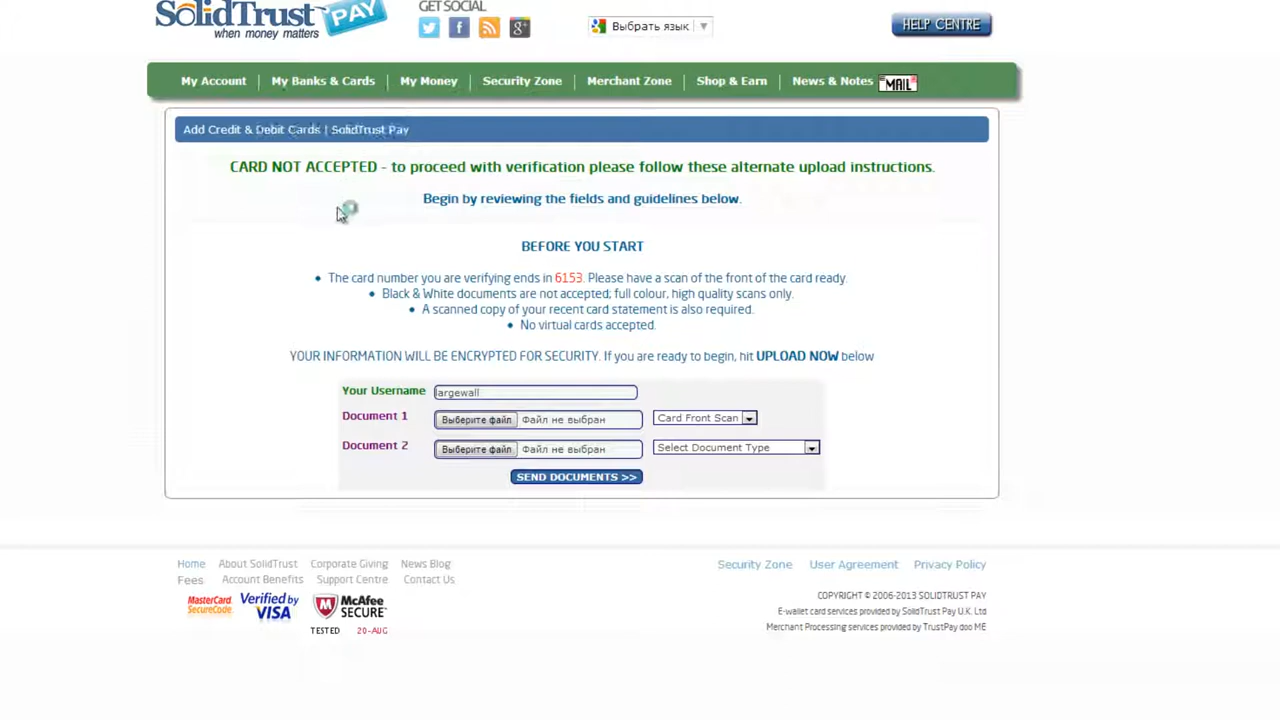 SolidTrust PAY
when money matters
GET SOCIAL
Выбрать язык
HELP CENTRE
My Account | My Banks & Cards | My Money | Security Zone | Merchant Zone | Shop & Earn | News & Notes MAIL
Add Credit & Debit Cards | SolidTrust Pay
CARD NOT ACCEPTED - to proceed with verification please follow these alternate upload instructions.
Begin by reviewing the fields and guidelines below.
BEFORE YOU START
• The card number you are verifying ends in 6153. Please have a scan of the front of the card ready.
• Black & White documents are not accepted; full colour, high quality scans only.
• A scanned copy of your recent card statement is also required.
• No virtual cards accepted.
YOUR INFORMATION WILL BE ENCRYPTED FOR SECURITY. If you are ready to begin, hit UPLOAD NOW below
Your Username largewall
Document 1 Выберите файл Файл не выбран Card Front Scan
Document 2 Выберите файл Файл не выбран Select Document Type
SEND DOCUMENTS >>
Home About SolidTrust Corporate Giving News Blog
Fees Account Benefits Support Centre Contact Us
Security Zone User Agreement Privacy Policy
MasterCard SecureCode
Verified by VISA
McAfee SECURE
TESTED 20-AUG
COPYRIGHT © 2006-2013 SOLIDTRUST PAY
E-wallet card services provided by SolidTrust Pay U.K. Ltd
Merchant Processing services provided by TrustPay doo ME